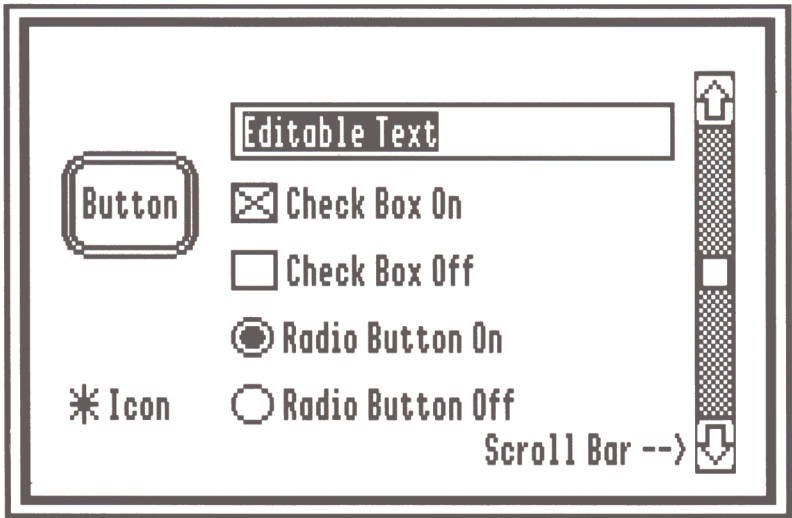 Editable Text
Button
Check Box On
Check Box Off
Radio Button On
Icon
Radio Button Off
Scroll Bar -->